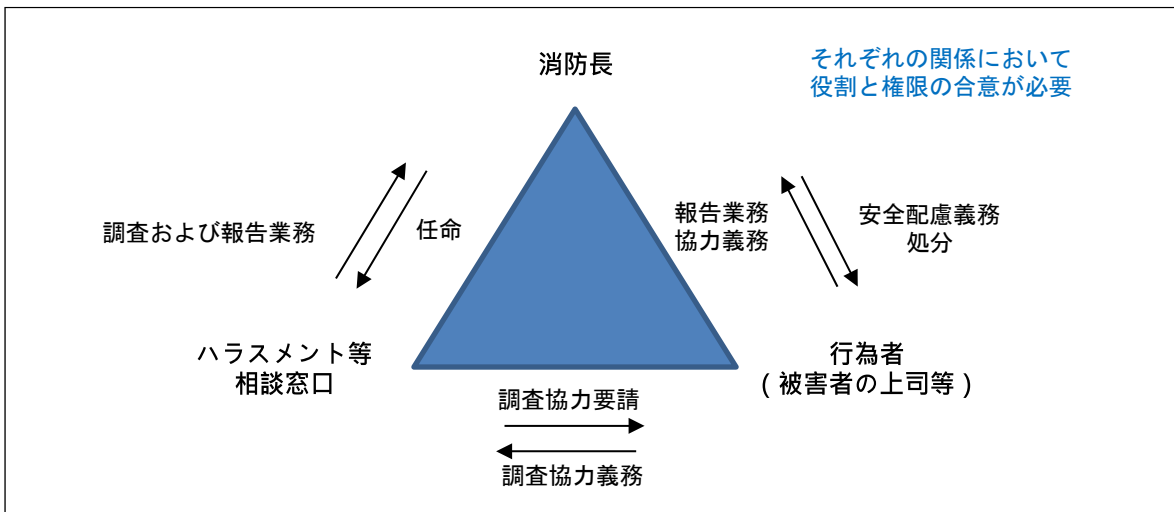 消防長
それぞれの関係において
役割と権限の合意が必要
調査および報告業務
任命
報告業務
協力義務
安全配慮義務
処分
ハラスメント等
相談窓口
行為者
(被害者の上司等)
調査協力要請
調査協力義務